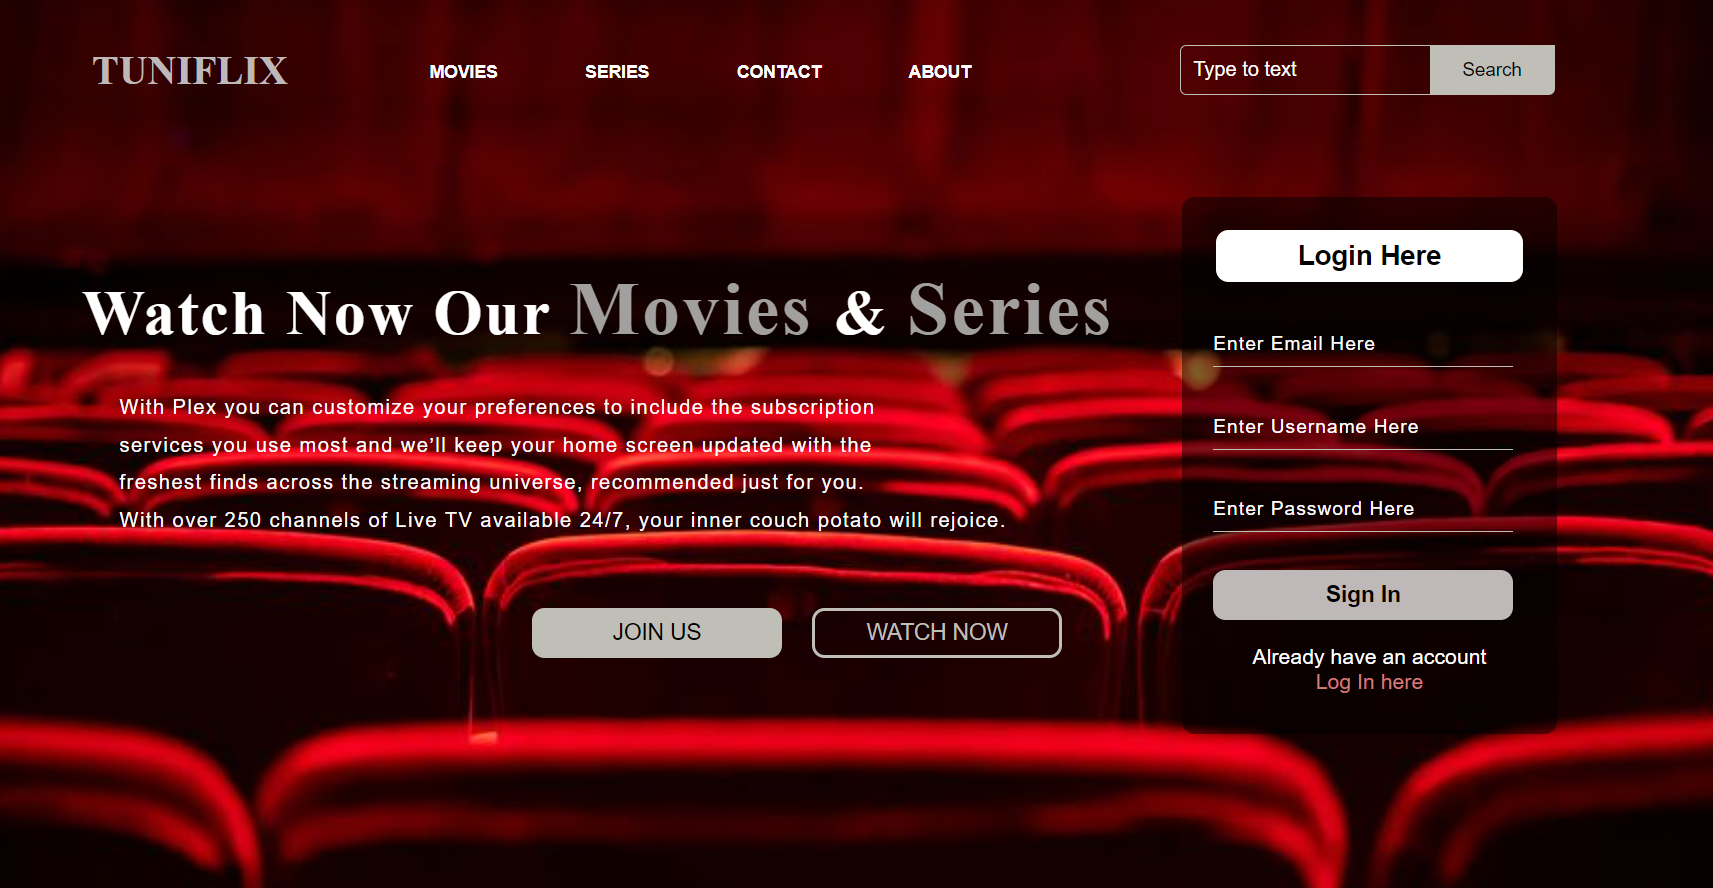 TUNIFLIX
MOVIES
SERIES
CONTACT
ABOUT
Type to text
Search
Watch Now Our Movies & Series
With Plex you can customize your preferences to include the subscription
services you use most and we’ll keep your home screen updated with the
freshest finds across the streaming universe, recommended just for you.
With over 250 channels of Live TV available 24/7, your inner couch potato will rejoice.
JOIN US
WATCH NOW
Login Here
Enter Email Here
Enter Username Here
Enter Password Here
Sign In
Already have an account
Log In here